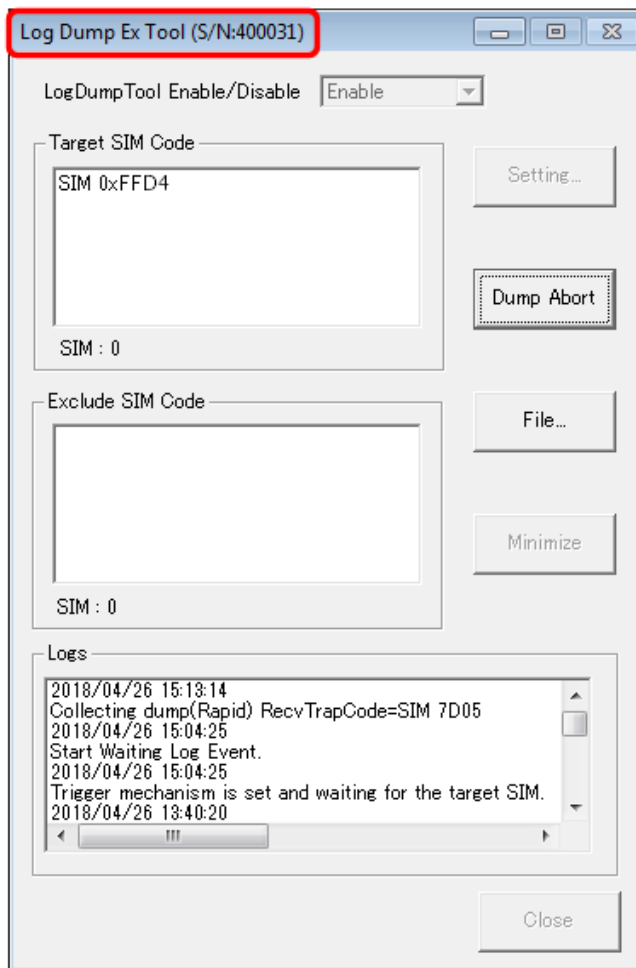 Log Dump Ex Tool (S/N:400031)
LogDumpTool Enable/Disable Enable
Target SIM Code
SIM 0xFFD4
SIM : 0
Setting...
Dump Abort
Exclude SIM Code
SIM : 0
File...
Minimize
Logs
2018/04/26 15:13:14
Collecting dump(Rapid) RecvTrapCode=SIM 7D05
2018/04/26 15:04:25
Start Waiting Log Event.
2018/04/26 15:04:25
Trigger mechanism is set and waiting for the target SIM.
2018/04/26 13:40:20
Close